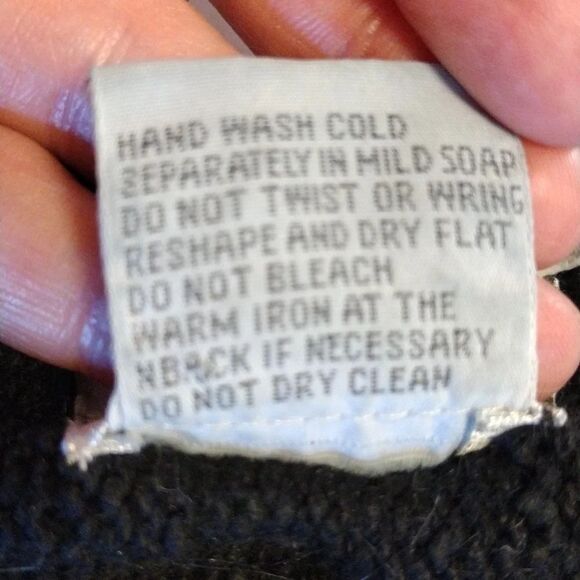 HAND WASH COLD
SEPARATELY IN MILD SOAP
DO NOT TWIST OR WRING
RESHAPE AND DRY FLAT
DO NOT BLEACH
WARM IRON AT THE
NBACK IF NECESSARY
DO NOT DRY CLEAN